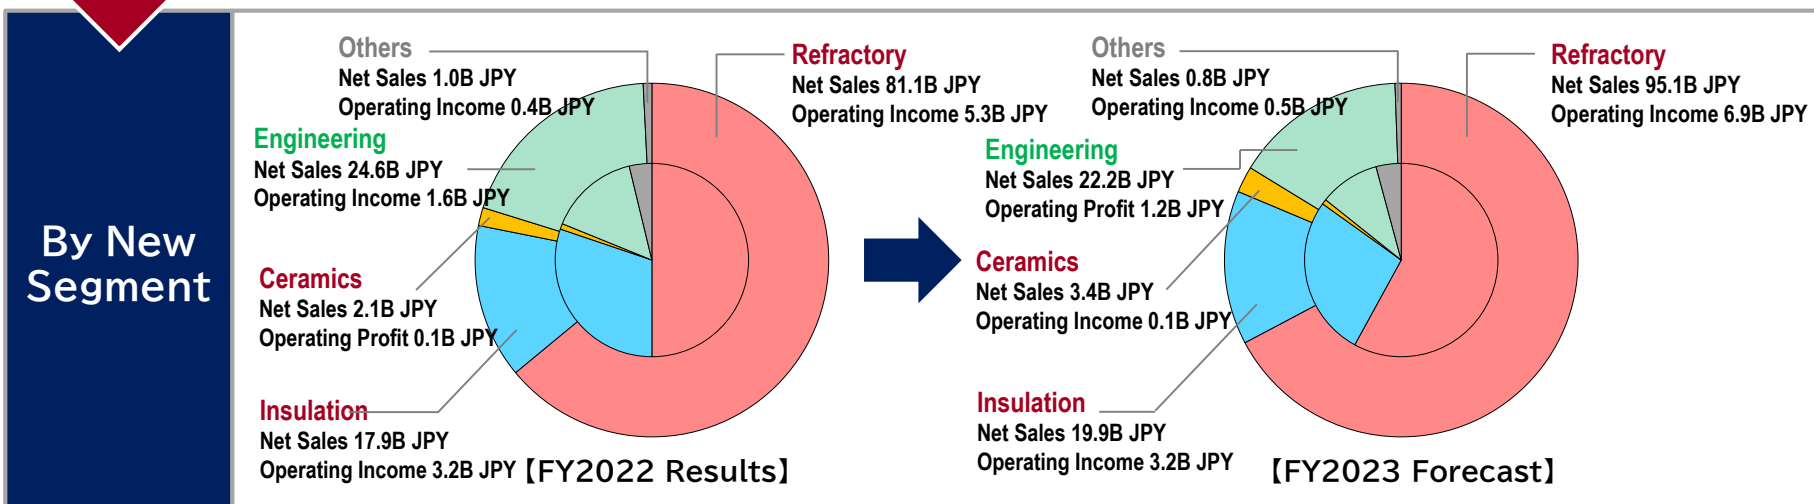 By New
Segment
Others
Net Sales 1.0B JPY
Operating Income 0.4B JPY
Refractory
Net Sales 81.1B JPY
Operating Income 5.3B JPY
Engineering
Net Sales 24.6B JPY
Operating Income 1.6B JPY
Ceramics
Net Sales 2.1B JPY
Operating Profit 0.1B JPY
Insulation
Net Sales 17.9B JPY
Operating Income 3.2B JPY
【FY2022 Results】
Others
Net Sales 0.8B JPY
Operating Income 0.5B JPY
Refractory
Net Sales 95.1B JPY
Operating Income 6.9B JPY
Engineering
Net Sales 22.2B JPY
Operating Profit 1.2B JPY
Ceramics
Net Sales 3.4B JPY
Operating Income 0.1B JPY
Insulation
Net Sales 19.9B JPY
Operating Income 3.2B JPY
【FY2023 Forecast】